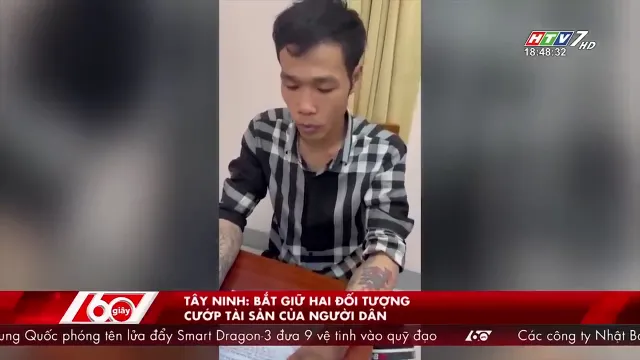 HTV7 HD
18:48:32
60 giây
TÂY NINH: BẮT GIỮ HAI ĐỐI TƯỢNG
CƯỚP TÀI SẢN CỦA NGƯỜI DÂN
ung Quốc phóng tên lửa đẩy Smart Dragon-3 đưa 9 vệ tinh vào quỹ đạo 60 giây Các công ty Nhật B